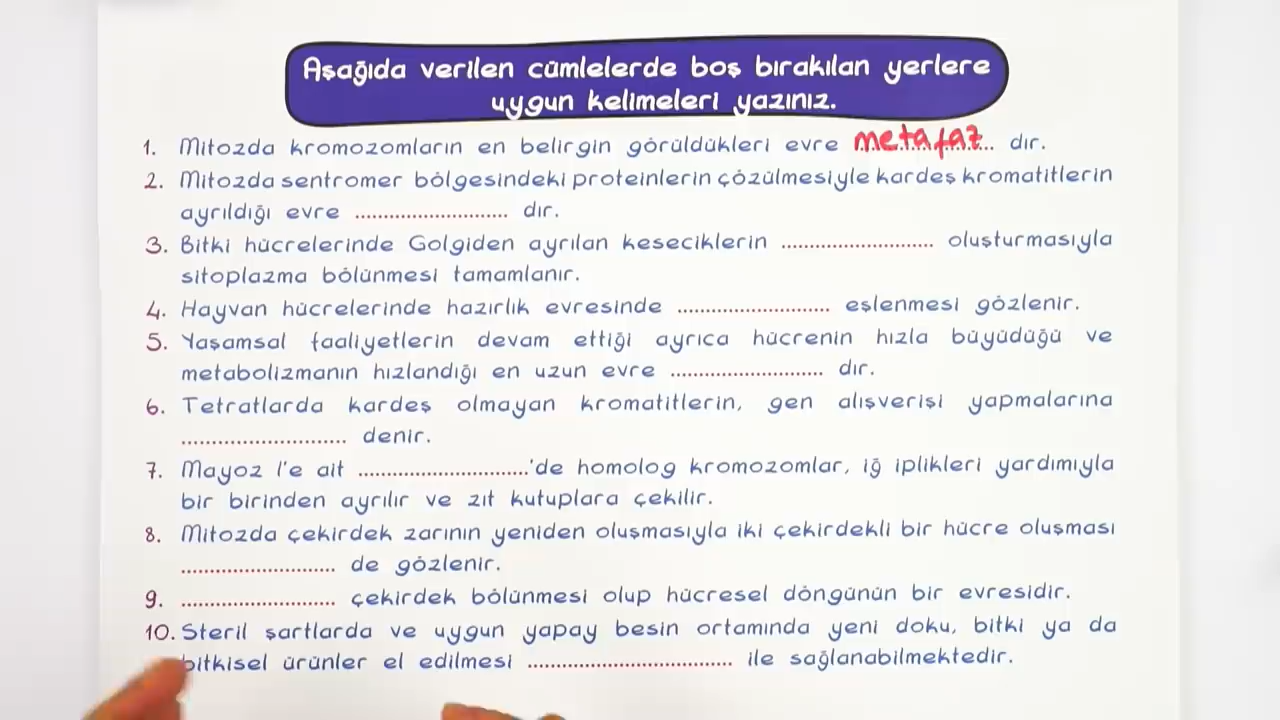 Aşağıda verilen cümlelerde boş bırakılan yerlere
uygun kelimeleri yazınız.
1. Mitozda kromozomların en belirgin görüldükleri evre metafaz... dır.
2. Mitozda sentromer bölgesindeki proteinlerin çözülmesiyle kardeş kromatitlerin
ayrıldığı evre .......................... dır.
3. Bitki hücrelerinde Golgiden ayrılan keseciklerin .......................... oluşturmasıyla
sitoplazma bölünmesi tamamlanır.
4. Hayvan hücrelerinde hazırlık evresinde .......................... eşlenmesi gözlenir.
5. Yaşamsal faaliyetlerin devam ettiği ayrıca hücrenin hızla büyüdüğü ve
metabolizmanın hızlandığı en uzun evre .......................... dır.
6. Tetratlarda kardeş olmayan kromatitlerin, gen alışverişi yapmalarına
............................ denir.
7. Mayoz I'e ait .............................'de homolog kromozomlar, iğ iplikleri yardımıyla
bir birinden ayrılır ve zıt kutuplara çekilir.
8. Mitozda çekirdek zarının yeniden oluşmasıyla iki çekirdekli bir hücre oluşması
.......................... de gözlenir.
9. .......................... çekirdek bölünmesi olup hücresel döngünün bir evresidir.
10. Steril şartlarda ve uygun yapay besin ortamında yeni doku, bitki ya da
bitkisel ürünler el edilmesi ................................... ile sağlanabilmektedir.